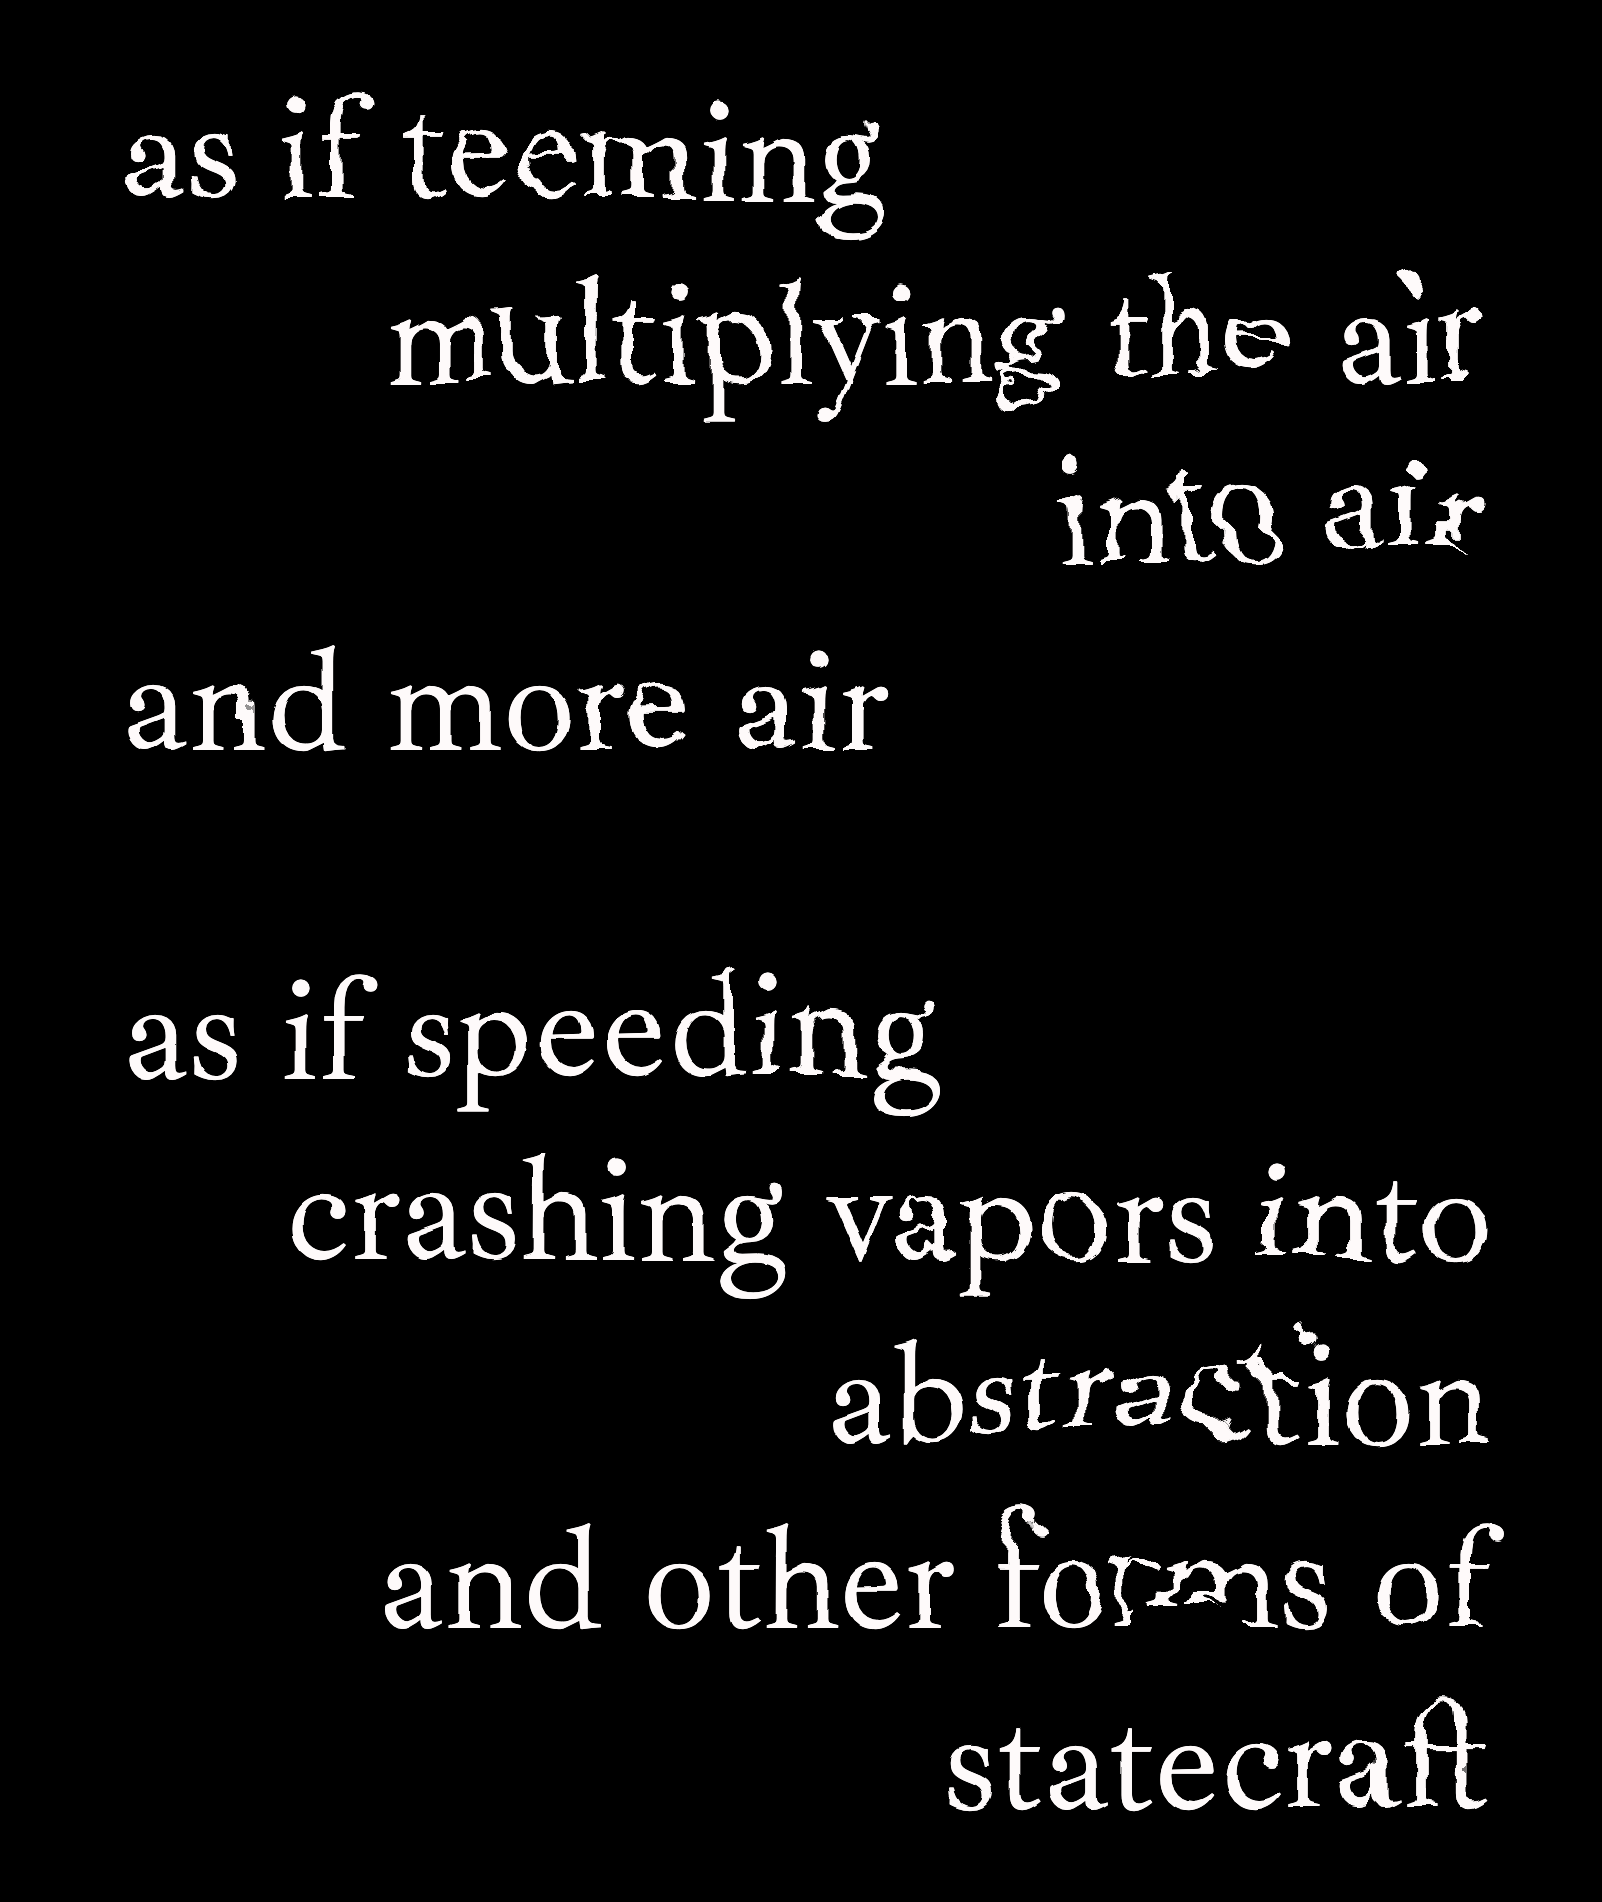 as if teeming
multiplying the air
into air
and more air
as if speeding
crashing vapors into
abstraction
and other forms of
statecraft